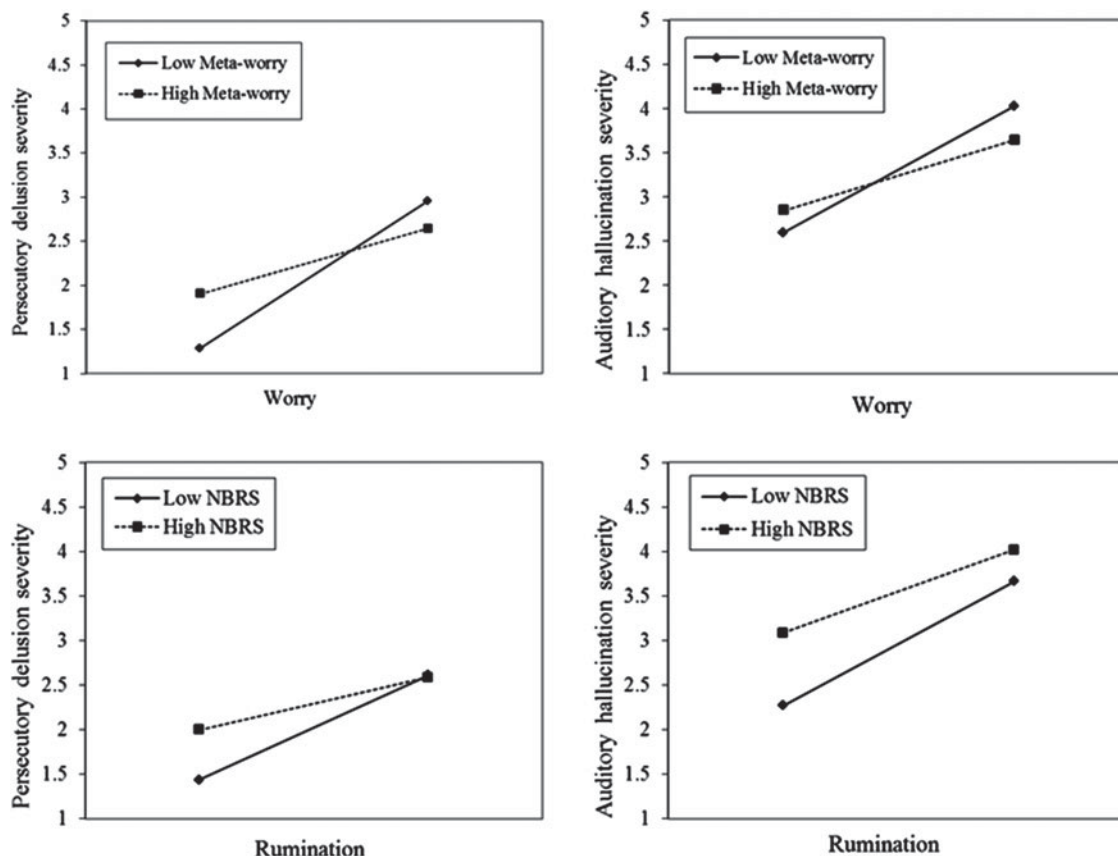 5
4.5
4
3.5
3
2.5
2
1.5
1
Persecutory delusion severity
Low Meta-worry
High Meta-worry
Worry
5
4.5
4
3.5
3
2.5
2
1.5
1
Auditory hallucination severity
Low Meta-worry
High Meta-worry
Worry
5
4.5
4
3.5
3
2.5
2
1.5
1
Persecutory delusion severity
Low NBRS
High NBRS
Rumination
5
4.5
4
3.5
3
2.5
2
1.5
1
Auditory hallucination severity
Low NBRS
High NBRS
Rumination